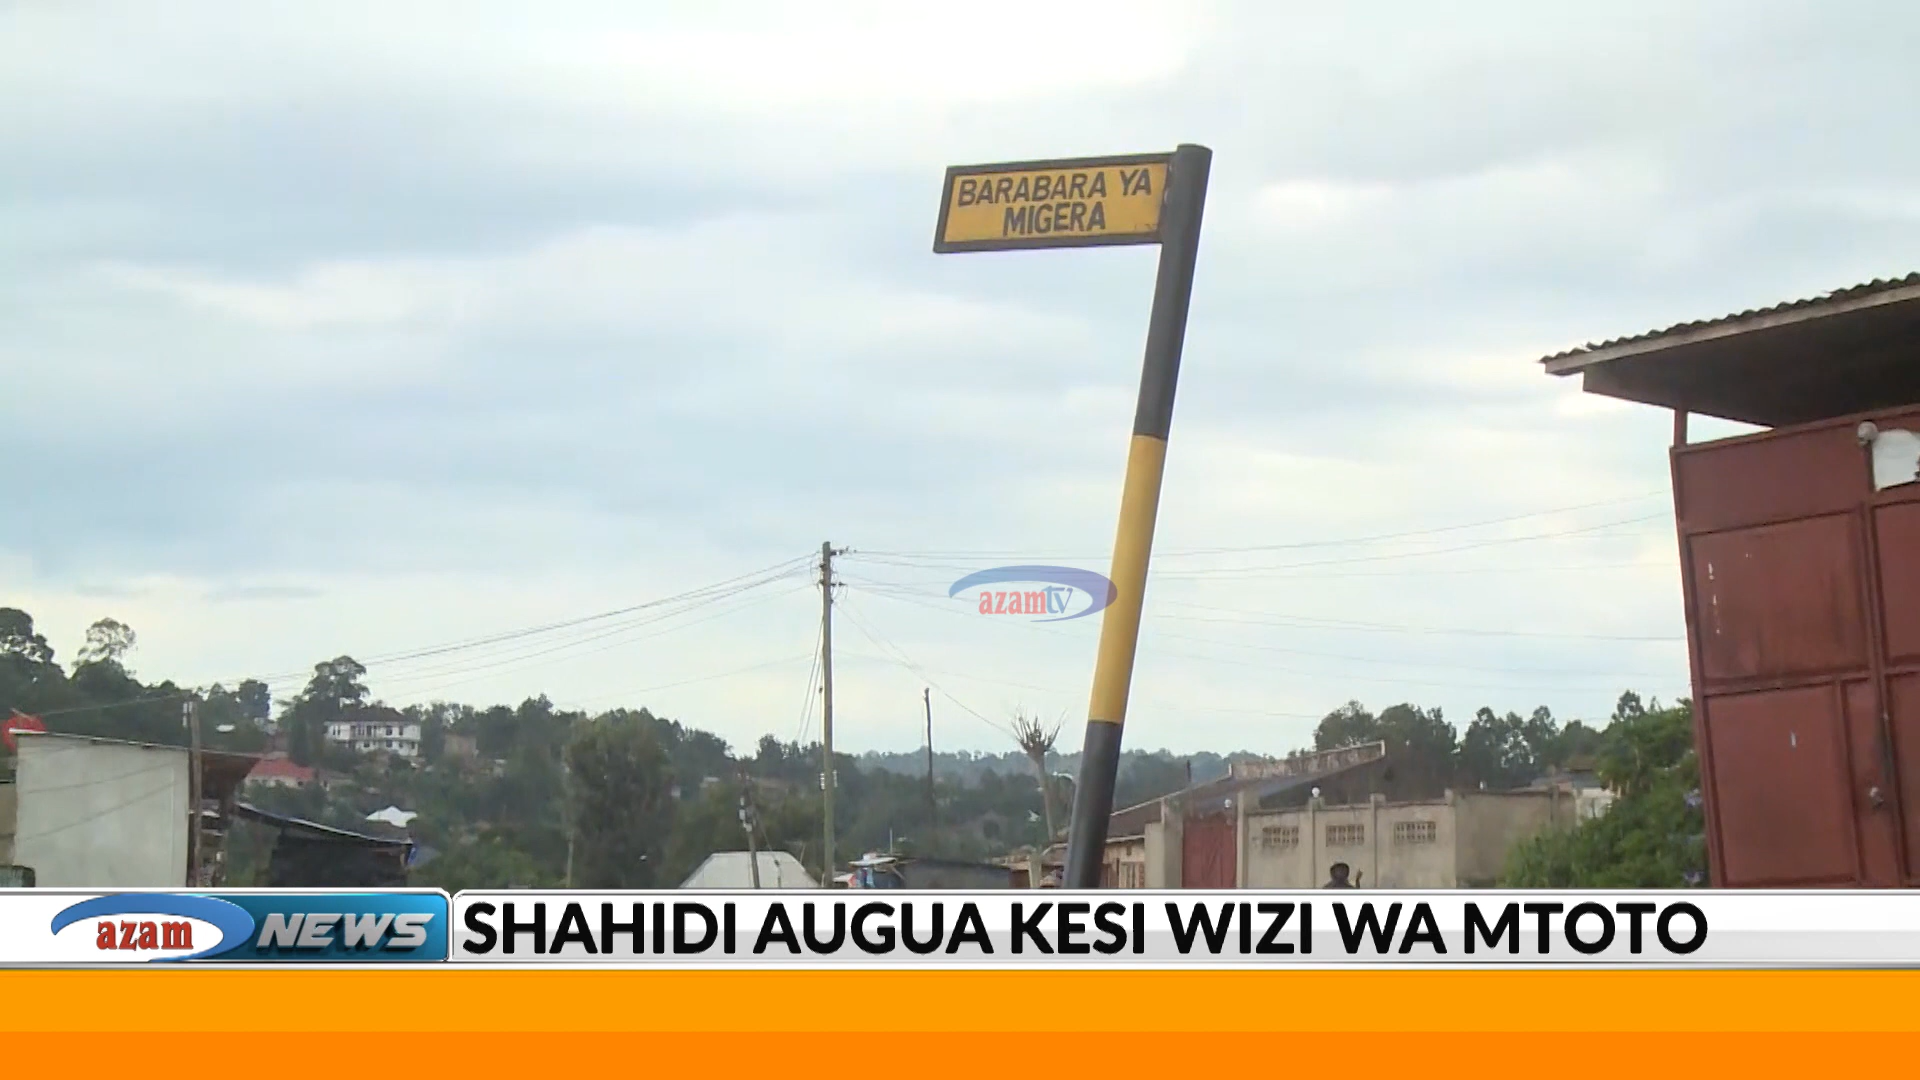 BARABARA YA
MIGERA
azamtv
azam NEWS
SHAHIDI AUGUA KESI WIZI WA MTOTO